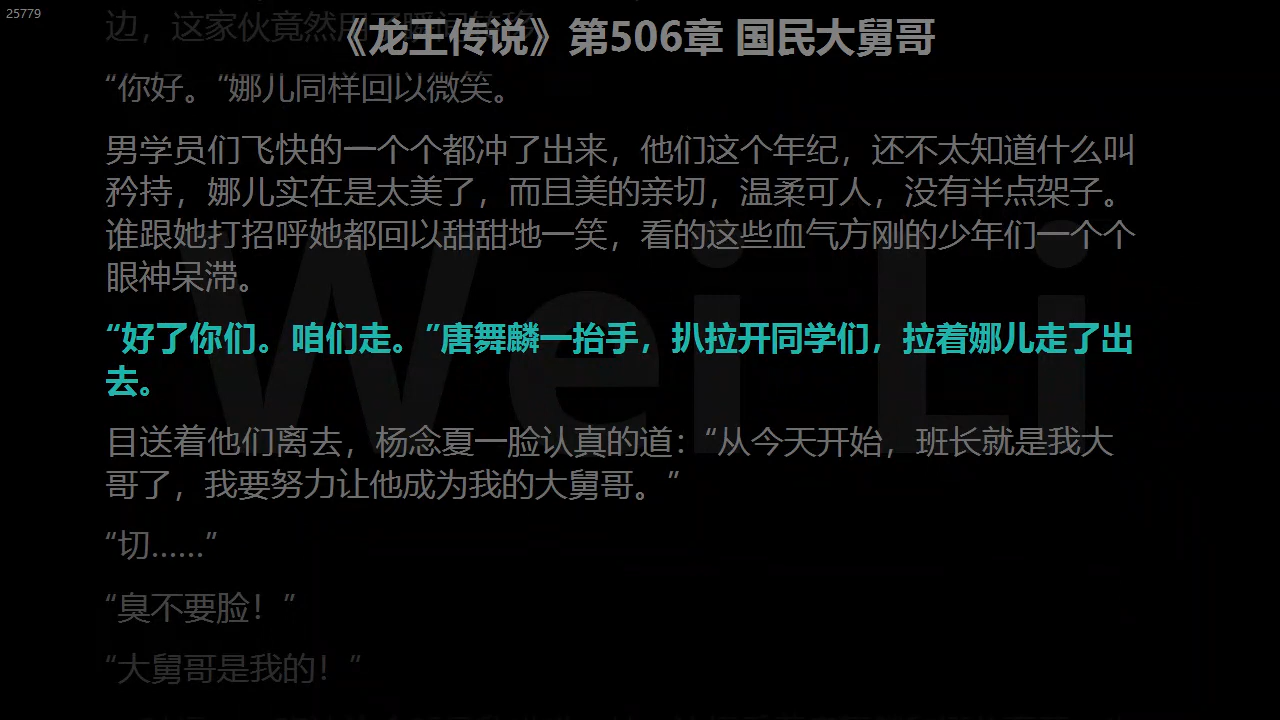 25779
《龙王传说》第506章 国民大舅哥
边，这家伙竟然用
“你好。”娜儿同样回以微笑。
男学员们飞快的一个个都冲了出来，他们这个年纪，还不太知道什么叫
矜持，娜儿实在是太美了，而且美的亲切，温柔可人，没有半点架子。
谁跟她打招呼她都回以甜甜地一笑，看的这些血气方刚的少年们一个个
眼神呆滞。
“好了你们。咱们走。”唐舞麟一抬手，扒拉开同学们，拉着娜儿走了出
去。
目送着他们离去，杨念夏一脸认真的道：“从今天开始，班长就是我大
哥了，我要努力让他成为我的大舅哥。”
“切……”
“臭不要脸！”
“大舅哥是我的！”
Wei Li